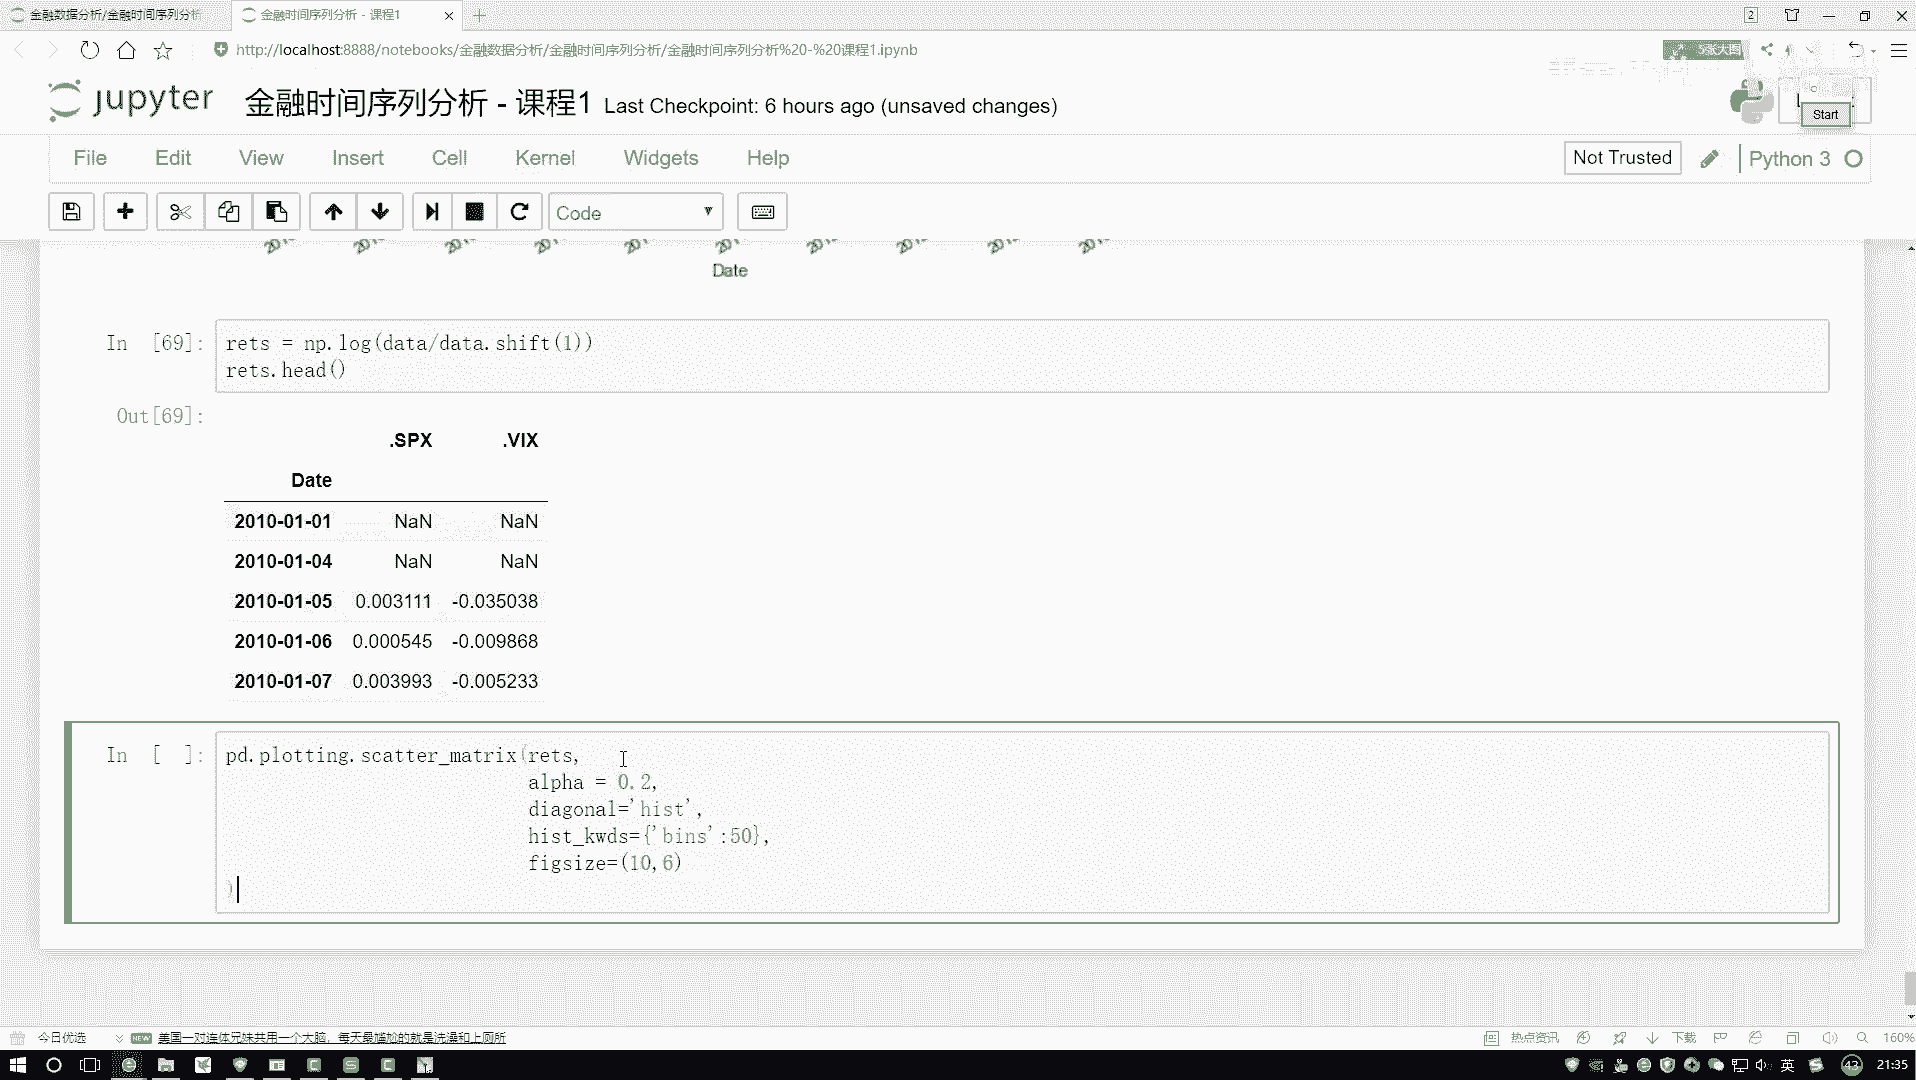 金融数据分析/金融时间序列分析
金融时间序列分析 - 课程1
2
http://localhost:8888/notebooks/金融数据分析/金融时间序列分析/金融时间序列分析%20-%20课程1.ipynb
5张大图
jupyter 金融时间序列分析 - 课程1 Last Checkpoint: 6 hours ago (unsaved changes)
Start
File Edit View Insert Cell Kernel Widgets Help
Not Trusted
Python 3
Code
Date
In [69]: rets = np.log(data/data.shift(1))
rets.head()
Out[69]:
.SPX .VIX
Date
2010-01-01 NaN NaN
2010-01-04 NaN NaN
2010-01-05 0.003111 -0.035038
2010-01-06 0.000545 -0.009868
2010-01-07 0.003993 -0.005233
In [ ]: pd.plotting.scatter_matrix(rets,
alpha = 0.2,
diagonal='hist',
hist_kwds={'bins':50},
figsize=(10,6)
)
今日优选 NEW 美国一对连体兄妹共用一个大脑，每天最尴尬的就是洗澡和上厕所
热点资讯 下载 160%
英 43 21:35